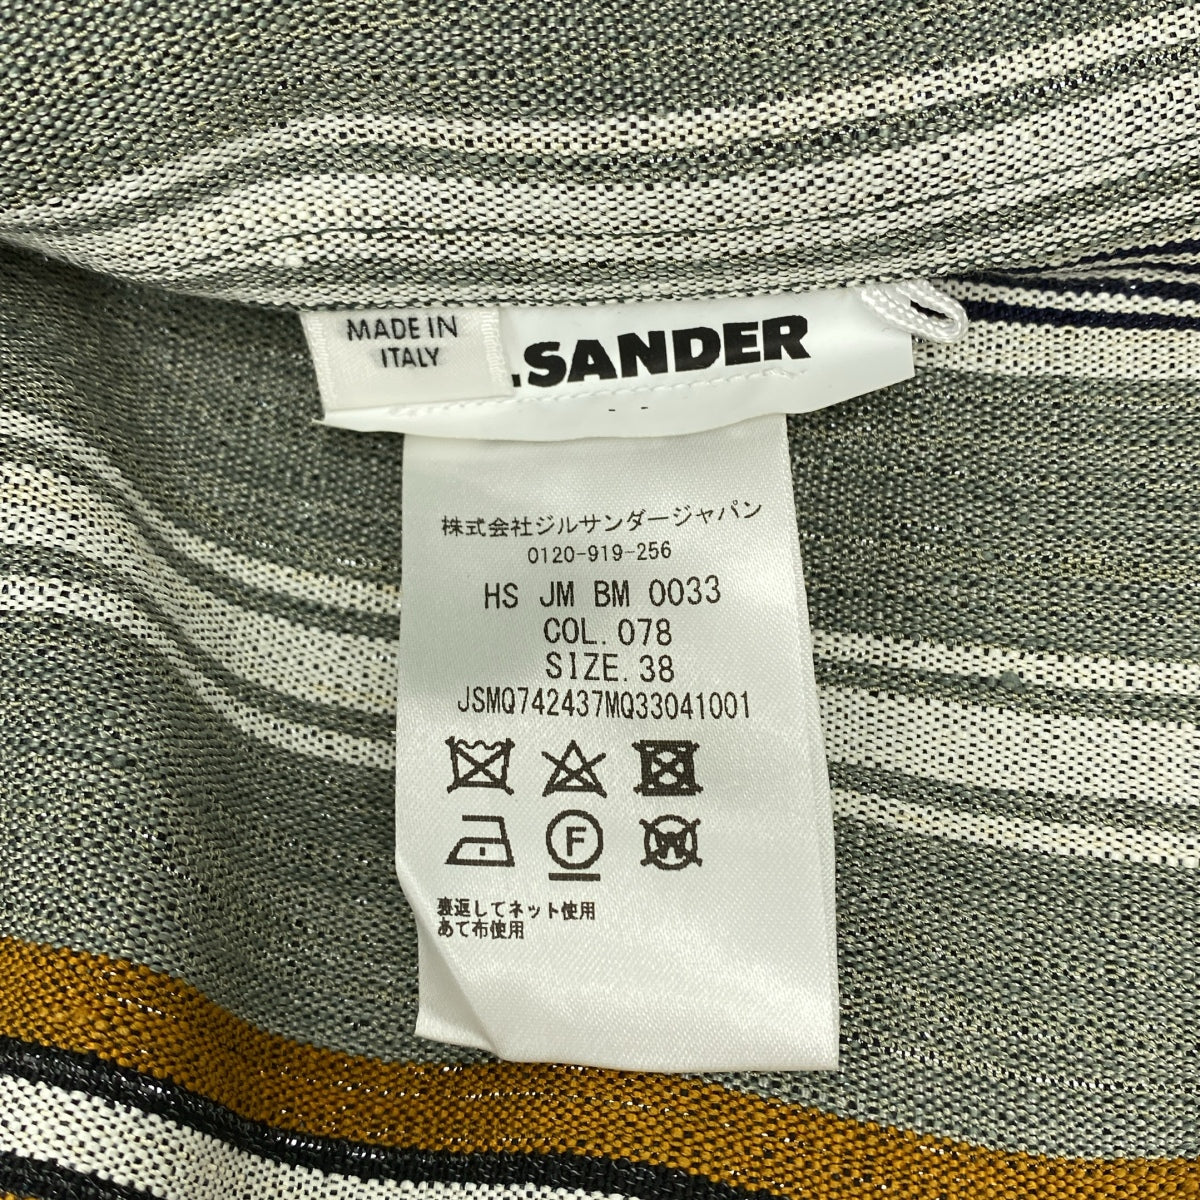 MADE IN
ITALY
.SANDER
株式会社ジルサンダージャパン
0120-919-256
HS JM BM 0033
COL. 078
SIZE. 38
JSMQ742437MQ33041001
F
W
裏返してネット使用
あて布使用